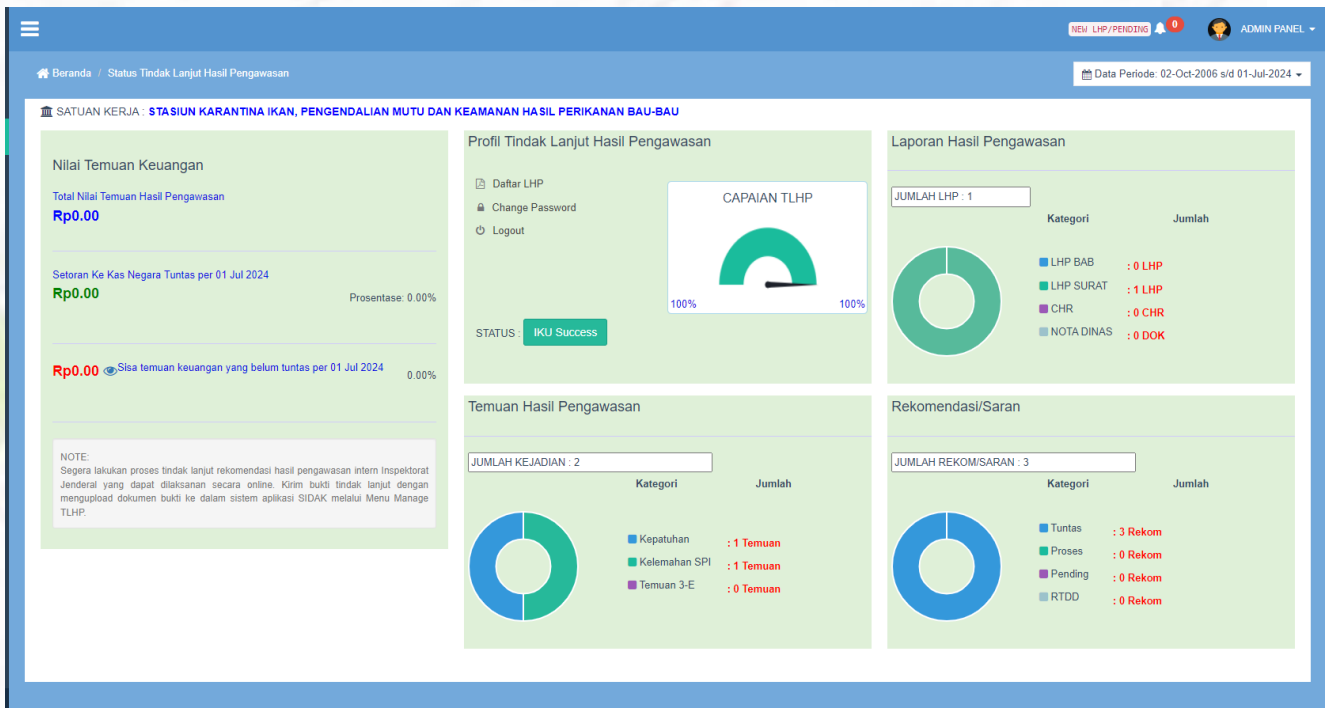 NEW LHP/PENDING 0 ADMIN PANEL
Beranda / Status Tindak Lanjut Hasil Pengawasan
Data Periode: 02-Oct-2006 s/d 01-Jul-2024
SATUAN KERJA : STASIUN KARANTINA IKAN, PENGENDALIAN MUTU DAN KEAMANAN HASIL PERIKANAN BAU-BAU
Nilai Temuan Keuangan
Total Nilai Temuan Hasil Pengawasan
Rp0.00
Setoran Ke Kas Negara Tuntas per 01 Jul 2024
Rp0.00
Prosentase: 0.00%
Rp0.00 Sisa temuan keuangan yang belum tuntas per 01 Jul 2024
0.00%
NOTE:
Segera lakukan proses tindak lanjut rekomendasi hasil pengawasan intern Inspektorat
Jenderal yang dapat dilaksanan secara online. Kirim bukti tindak lanjut dengan
mengupload dokumen bukti ke dalam sistem aplikasi SIDAK melalui Menu Manage
TLHP.
Profil Tindak Lanjut Hasil Pengawasan
Daftar LHP
Change Password
Logout
CAPAIAN TLHP
100% 100%
STATUS : IKU Success
Laporan Hasil Pengawasan
JUMLAH LHP : 1
Kategori Jumlah
LHP BAB : 0 LHP
LHP SURAT : 1 LHP
CHR : 0 CHR
NOTA DINAS : 0 DOK
Temuan Hasil Pengawasan
JUMLAH KEJADIAN : 2
Kategori Jumlah
Kepatuhan : 1 Temuan
Kelemahan SPI : 1 Temuan
Temuan 3-E : 0 Temuan
Rekomendasi/Saran
JUMLAH REKOM/SARAN : 3
Kategori Jumlah
Tuntas : 3 Rekom
Proses : 0 Rekom
Pending : 0 Rekom
RTDD : 0 Rekom